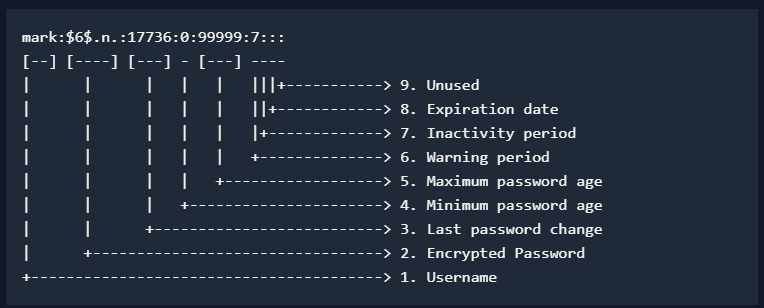 mark:$6$.n.:17736:0:99999:7:::
[--] [----] [---] - [---] ----
|      |      |   |   |   |||+-----------> 9. Unused
|      |      |   |   |   ||+------------> 8. Expiration date
|      |      |   |   |   |+-------------> 7. Inactivity period
|      |      |   |   |   +--------------> 6. Warning period
|      |      |   |   +------------------> 5. Maximum password age
|      |      |   +----------------------> 4. Minimum password age
|      |      +--------------------------> 3. Last password change
|      +---------------------------------> 2. Encrypted Password
+----------------------------------------> 1. Username